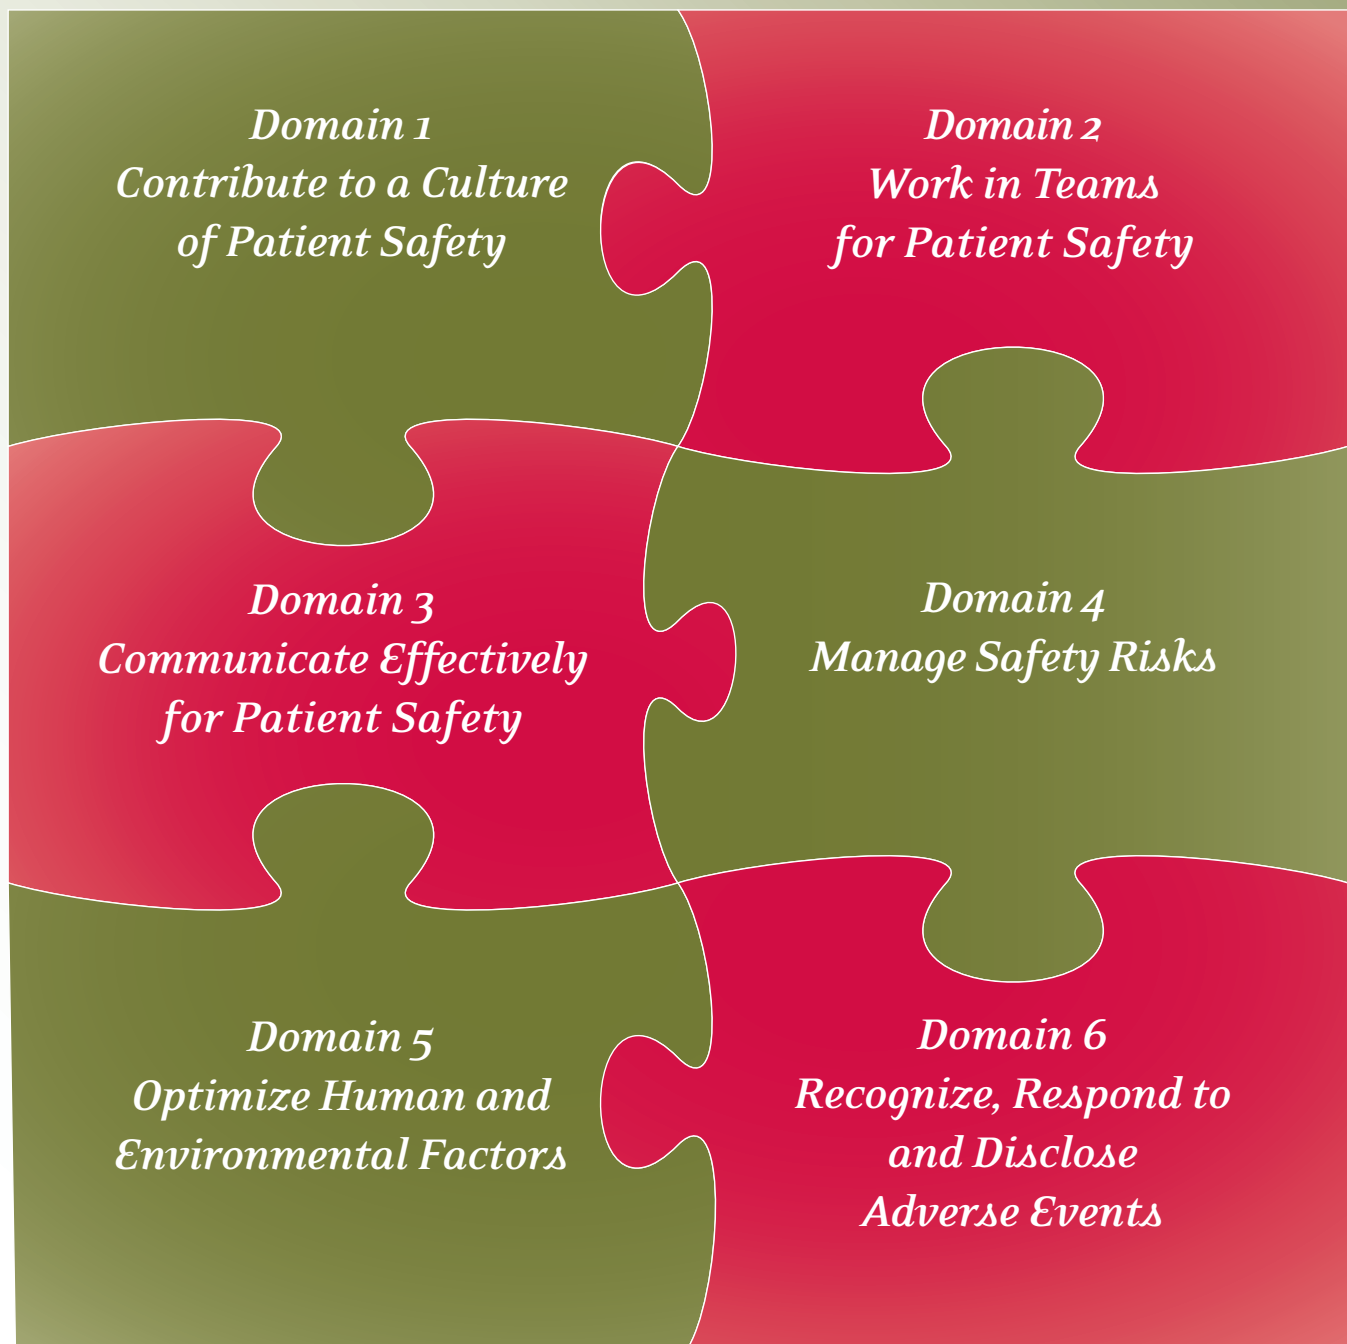 Domain 1
Contribute to a Culture
of Patient Safety
Domain 2
Work in Teams
for Patient Safety
Domain 3
Communicate Effectively
for Patient Safety
Domain 4
Manage Safety Risks
Domain 5
Optimize Human and
Environmental Factors
Domain 6
Recognize, Respond to
and Disclose
Adverse Events